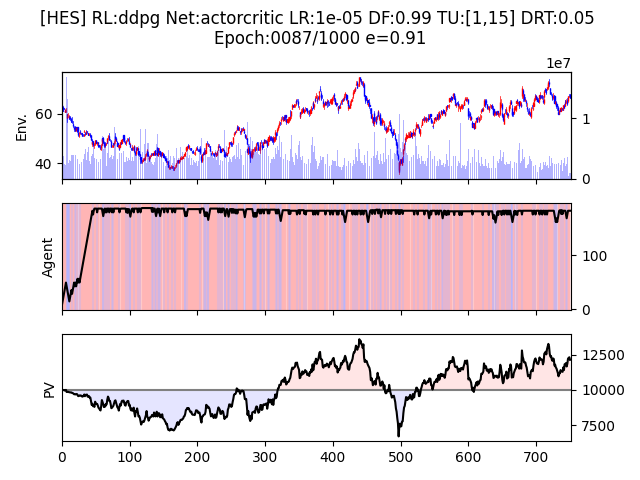 [HES] RL:ddpg Net:actorcritic LR:1e-05 DF:0.99 TU:[1,15] DRT:0.05
Epoch:0087/1000 e=0.91
1e7
Env.
60
40
1
0
Agent
100
0
PV
12500
10000
7500
0 100 200 300 400 500 600 700